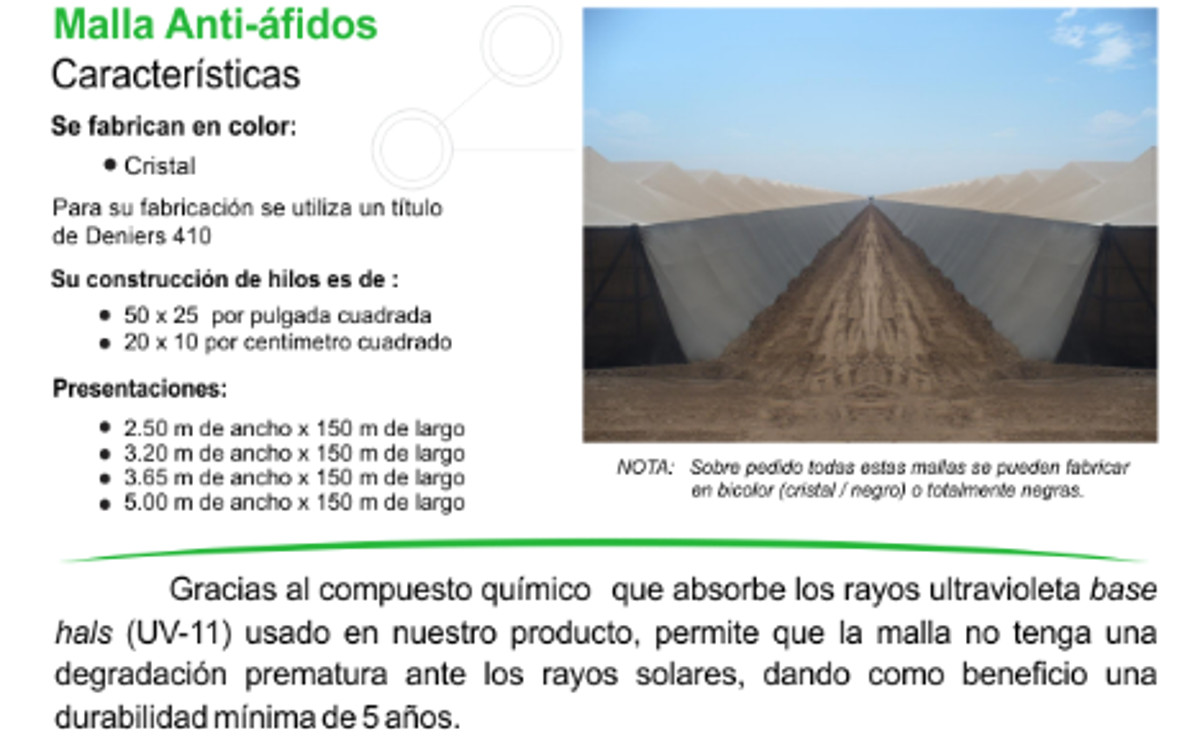 Malla Anti-áfidos
Características
Se fabrican en color:
• Cristal
Para su fabricación se utiliza un título
de Deniers 410
Su construcción de hilos es de :
• 50 x 25 por pulgada cuadrada
• 20 x 10 por centimetro cuadrado
Presentaciones:
• 2.50 m de ancho x 150 m de largo
• 3.20 m de ancho x 150 m de largo
• 3.65 m de ancho x 150 m de largo
• 5.00 m de ancho x 150 m de largo
NOTA: Sobre pedido todas estas mallas se pueden fabricar
en bicolor (cristal / negro) o totalmente negras.
Gracias al compuesto químico que absorbe los rayos ultravioleta base
hals (UV-11) usado en nuestro producto, permite que la malla no tenga una
degradación prematura ante los rayos solares, dando como beneficio una
durabilidad mínima de 5 años.